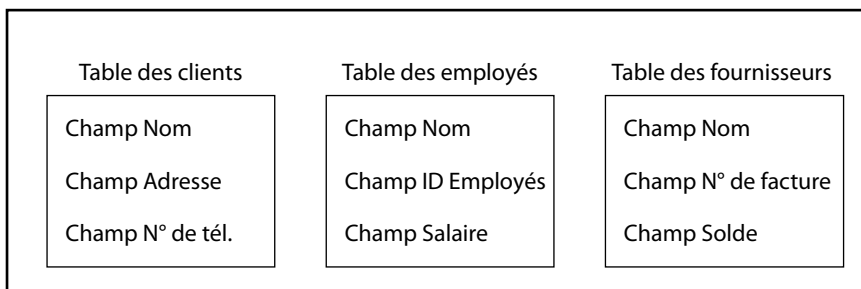 Table des clients
Champ Nom
Champ Adresse
Champ N° de tél.
Table des employés
Champ Nom
Champ ID Employés
Champ Salaire
Table des fournisseurs
Champ Nom
Champ N° de facture
Champ Solde